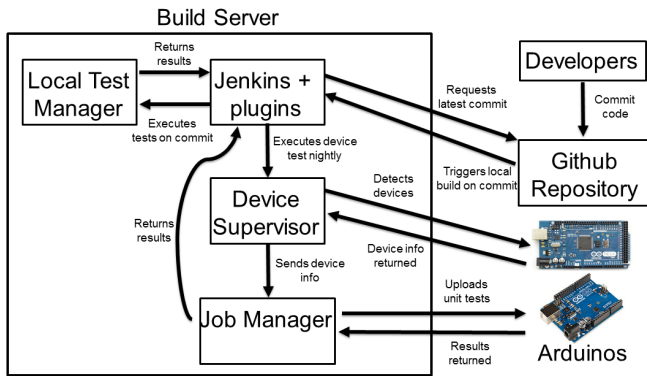 Build Server
Returns
results
Local Test
Manager
Jenkins +
plugins
Executes
tests on commit
Requests
latest commit
Developers
Commit
code
Executes device
test nightly
Triggers local
build on commit
Github
Repository
Detects
devices
Device
Supervisor
Returns
results
Device info
returned
Sends device
info
Uploads
unit tests
Job Manager
Results
returned
Arduinos